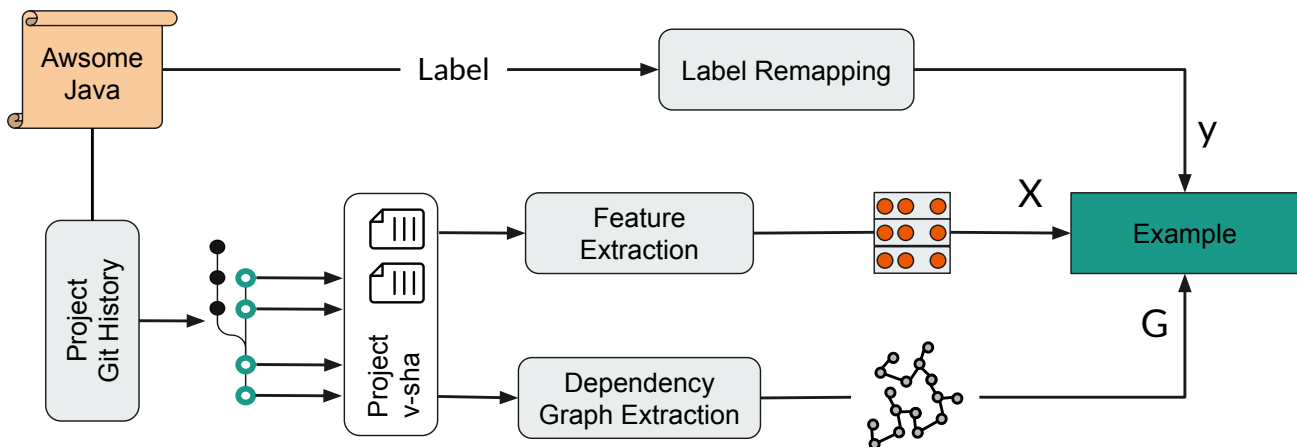 Awsome
Java
Label
Label Remapping
y
Project
Git History
Project
v-sha
Feature
Extraction
X
Example
Dependency
Graph Extraction
G